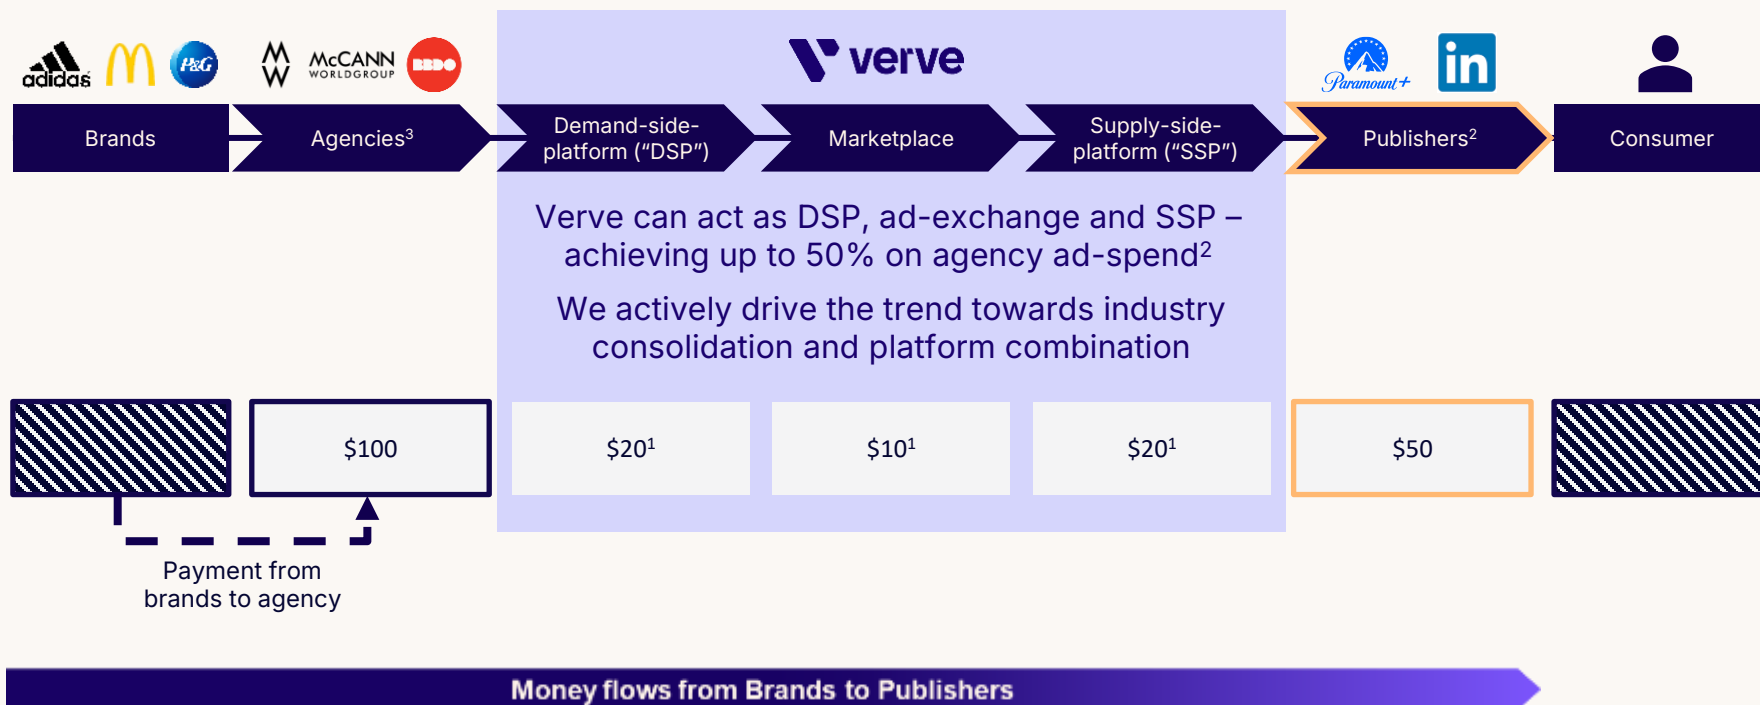 adidas
P&G
McCANN
WORLDGROUP
BBDO
verve
Paramount+
in
Brands
Agencies³
Demand-side-
platform (“DSP”)
Marketplace
Supply-side-
platform (“SSP”)
Publishers²
Consumer
Verve can act as DSP, ad-exchange and SSP –
achieving up to 50% on agency ad-spend²
We actively drive the trend towards industry
consolidation and platform combination
$100
$20¹
$10¹
$20¹
$50
Payment from
brands to agency
Money flows from Brands to Publishers